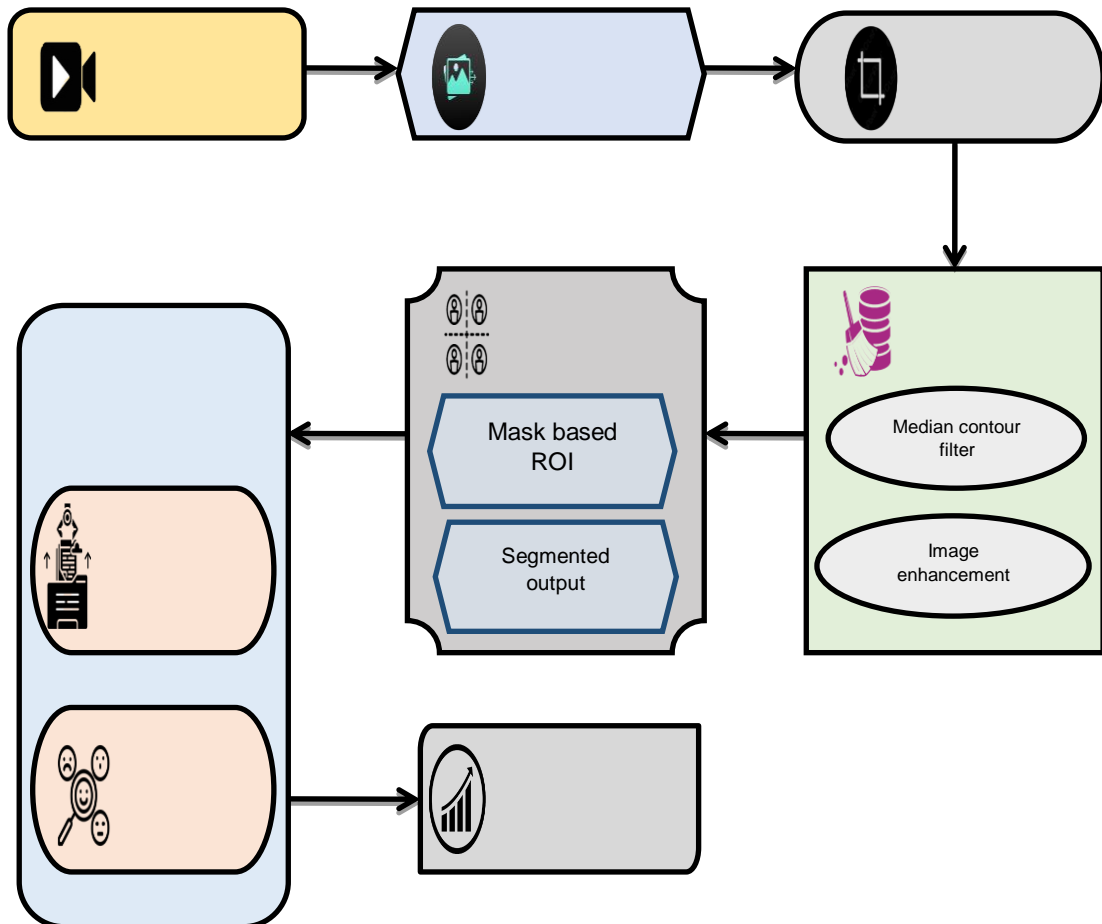 Median contour
filter
Mask based
ROI
Image
enhancement
Segmented
output